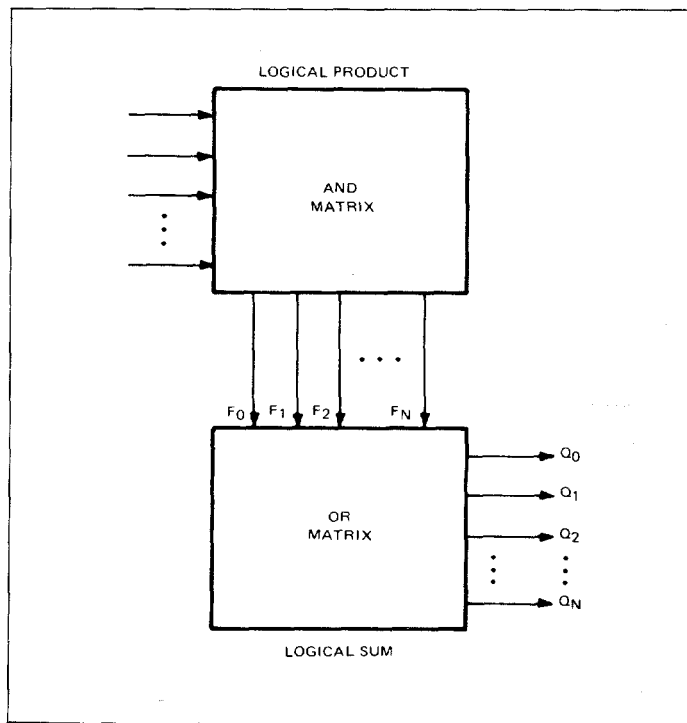 LOGICAL PRODUCT
AND
MATRIX
F0 F1 F2 FN
Q0
Q1
OR
MATRIX
Q2
QN
LOGICAL SUM